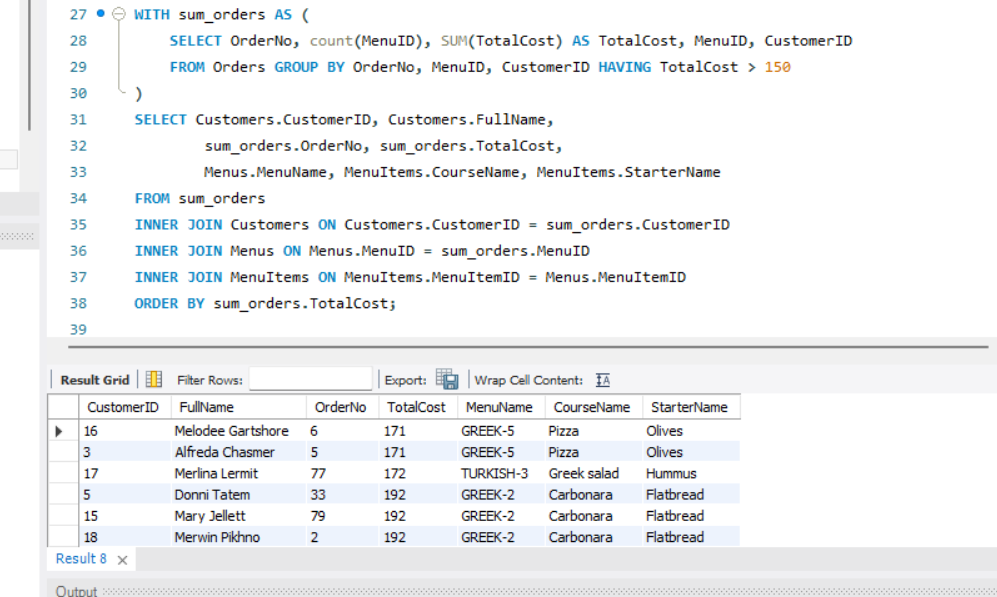 27 WITH sum_orders AS (
28 SELECT OrderNo, count(MenuID), SUM(TotalCost) AS TotalCost, MenuID, CustomerID
29 FROM Orders GROUP BY OrderNo, MenuID, CustomerID HAVING TotalCost > 150
30 )
31 SELECT Customers.CustomerID, Customers.FullName,
32 sum_orders.OrderNo, sum_orders.TotalCost,
33 Menus.MenuName, MenuItems.CourseName, MenuItems.StarterName
34 FROM sum_orders
35 INNER JOIN Customers ON Customers.CustomerID = sum_orders.CustomerID
36 INNER JOIN Menus ON Menus.MenuID = sum_orders.MenuID
37 INNER JOIN MenuItems ON MenuItems.MenuItemID = Menus.MenuItemID
38 ORDER BY sum_orders.TotalCost;
39
Result Grid Filter Rows: Export: Wrap Cell Content:
CustomerID FullName OrderNo TotalCost MenuName CourseName StarterName
16 Melodee Gartshore 6 171 GREEK-5 Pizza Olives
3 Alfreda Chasmer 5 171 GREEK-5 Pizza Olives
17 Merlina Lermit 77 172 TURKISH-3 Greek salad Hummus
5 Donni Tatem 33 192 GREEK-2 Carbonara Flatbread
15 Mary Jellett 79 192 GREEK-2 Carbonara Flatbread
18 Merwin Pikhno 2 192 GREEK-2 Carbonara Flatbread
Result 8
Output